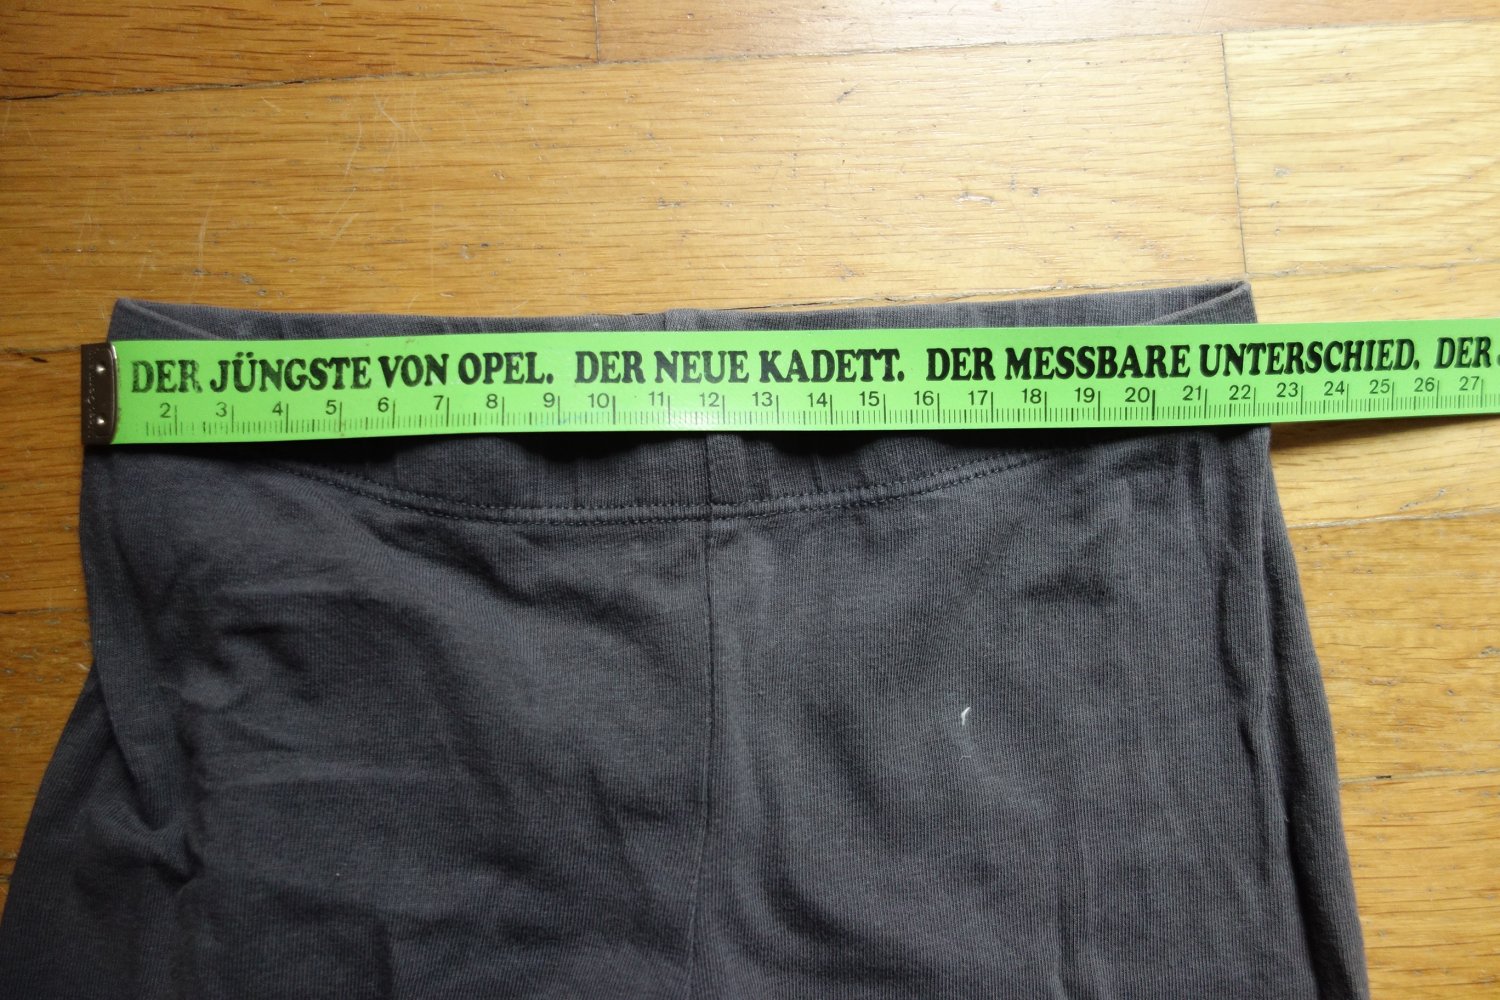 DER JÜNGSTE VON OPEL. DER NEUE KADETT. DER MESSBARE UNTERSCHIED. DER
2 3 4 5 6 7 8 9 10 11 12 13 14 15 16 17 18 19 20 21 22 23 24 25 26 27